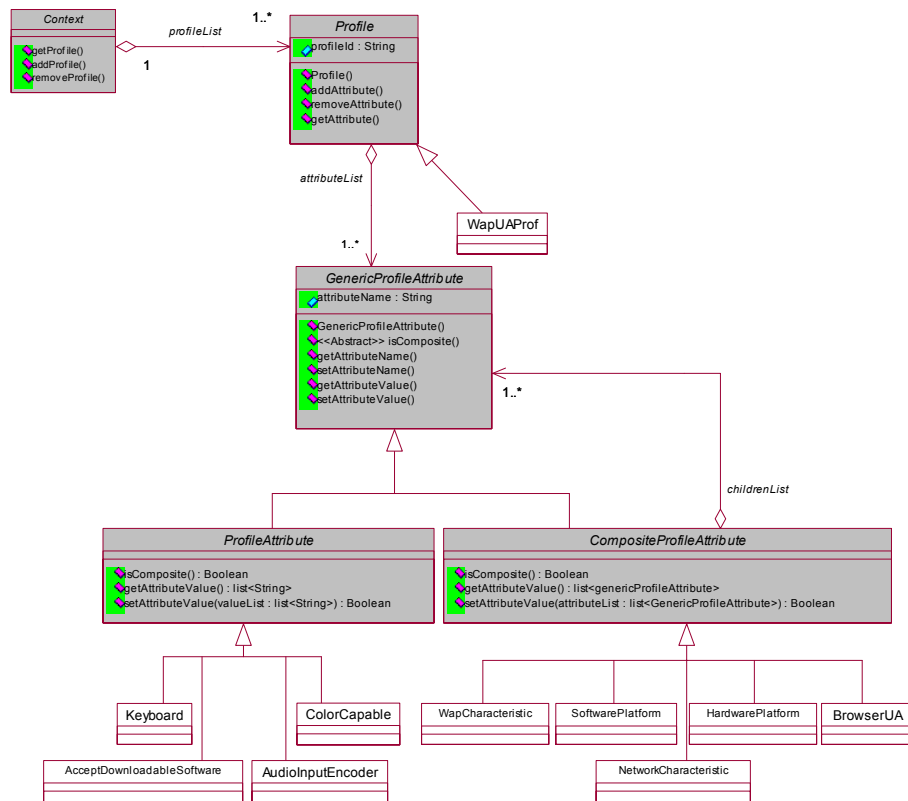 Context
getProfile()
addProfile()
removeProfile()
profileList
1
1..*
Profile
profileId : String
Profile()
addAttribute()
removeAttribute()
getAttribute()
attributeList
1..*
WapUAProf
GenericProfileAttribute
attributeName : String
GenericProfileAttribute()
<<Abstract>> isComposite()
getAttributeName()
setAttributeName()
getAttributeValue()
setAttributeValue()
1..*
childrenList
ProfileAttribute
isComposite() : Boolean
getAttributeValue() : list<String>
setAttributeValue(valueList : list<String>) : Boolean
CompositeProfileAttribute
isComposite() : Boolean
getAttributeValue() : list<genericProfileAttribute>
setAttributeValue(attributeList : list<GenericProfileAttribute>) : Boolean
Keyboard
ColorCapable
AcceptDownloadableSoftware
AudioInputEncoder
WapCharacteristic
SoftwarePlatform
HardwarePlatform
BrowserUA
NetworkCharacteristic